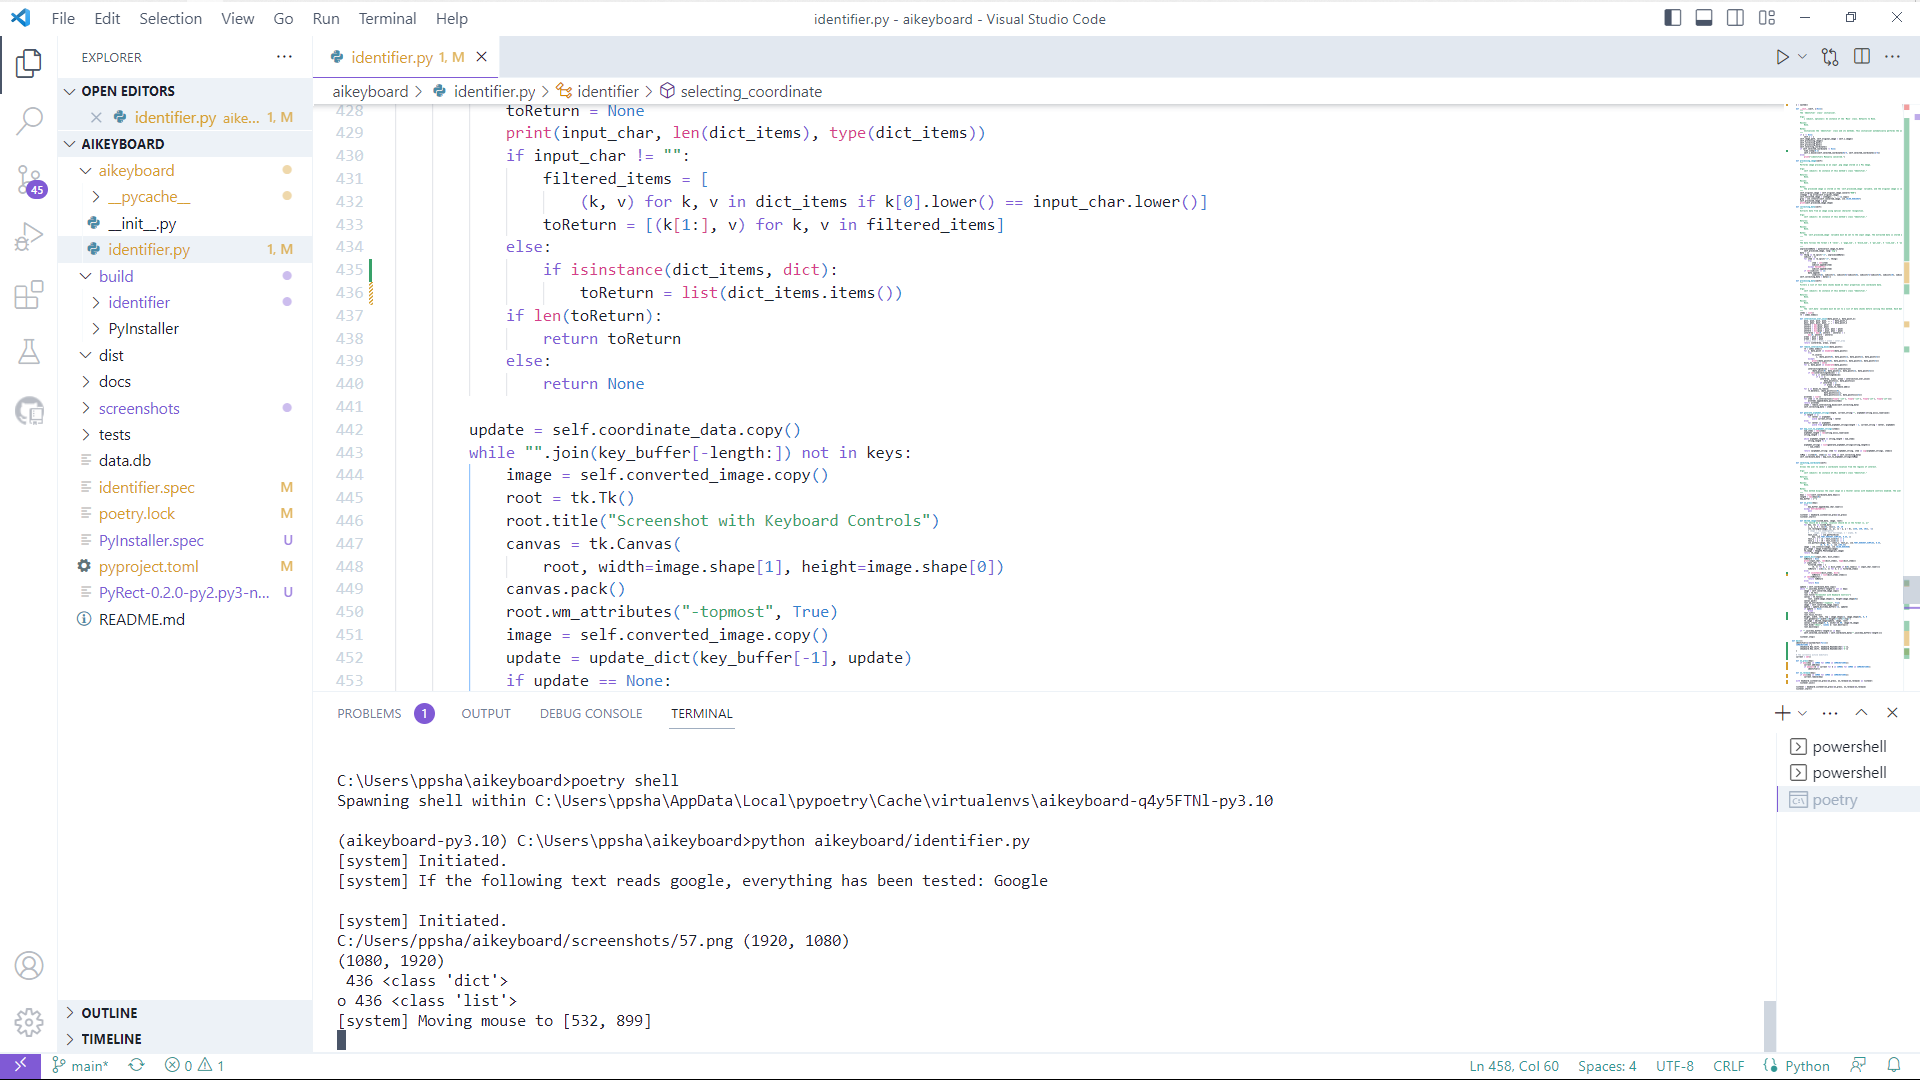 File Edit Selection View Go Run Terminal Help
identifier.py - aikeyboard - Visual Studio Code
EXPLORER
OPEN EDITORS
identifier.py aike... 1, M
AIKEYBOARD
aikeyboard
__pycache__
__init__.py
identifier.py 1, M
build
identifier
PyInstaller
dist
docs
screenshots
tests
data.db
identifier.spec M
poetry.lock M
PyInstaller.spec U
pyproject.toml M
PyRect-0.2.0-py2.py3-n... U
README.md
OUTLINE
TIMELINE
45
identifier.py 1, M
aikeyboard > identifier.py > identifier > selecting_coordinate
428 toReturn = None
429 print(input_char, len(dict_items), type(dict_items))
430 if input_char != "":
431 filtered_items = [
432 (k, v) for k, v in dict_items if k[0].lower() == input_char.lower()]
433 toReturn = [(k[1:], v) for k, v in filtered_items]
434 else:
435 if isinstance(dict_items, dict):
436 toReturn = list(dict_items.items())
437 if len(toReturn):
438 return toReturn
439 else:
440 return None
441
442 update = self.coordinate_data.copy()
443 while "".join(key_buffer[-length:]) not in keys:
444 image = self.converted_image.copy()
445 root = tk.Tk()
446 root.title("Screenshot with Keyboard Controls")
447 canvas = tk.Canvas(
448 root, width=image.shape[1], height=image.shape[0])
449 canvas.pack()
450 root.wm_attributes("-topmost", True)
451 image = self.converted_image.copy()
452 update = update_dict(key_buffer[-1], update)
453 if update == None:
PROBLEMS 1 OUTPUT DEBUG CONSOLE TERMINAL
C:\Users\ppsha\aikeyboard>poetry shell
Spawning shell within C:\Users\ppsha\AppData\Local\pypoetry\Cache\virtualenvs\aikeyboard-q4y5FTNl-py3.10
(aikeyboard-py3.10) C:\Users\ppsha\aikeyboard>python aikeyboard/identifier.py
[system] Initiated.
[system] If the following text reads google, everything has been tested: Google
[system] Initiated.
C:/Users/ppsha/aikeyboard/screenshots/57.png (1920, 1080)
(1080, 1920)
436 <class 'dict'>
o 436 <class 'list'>
[system] Moving mouse to [532, 899]
powershell
powershell
poetry
main* 0 1
Ln 458, Col 60 Spaces: 4 UTF-8 CRLF Python